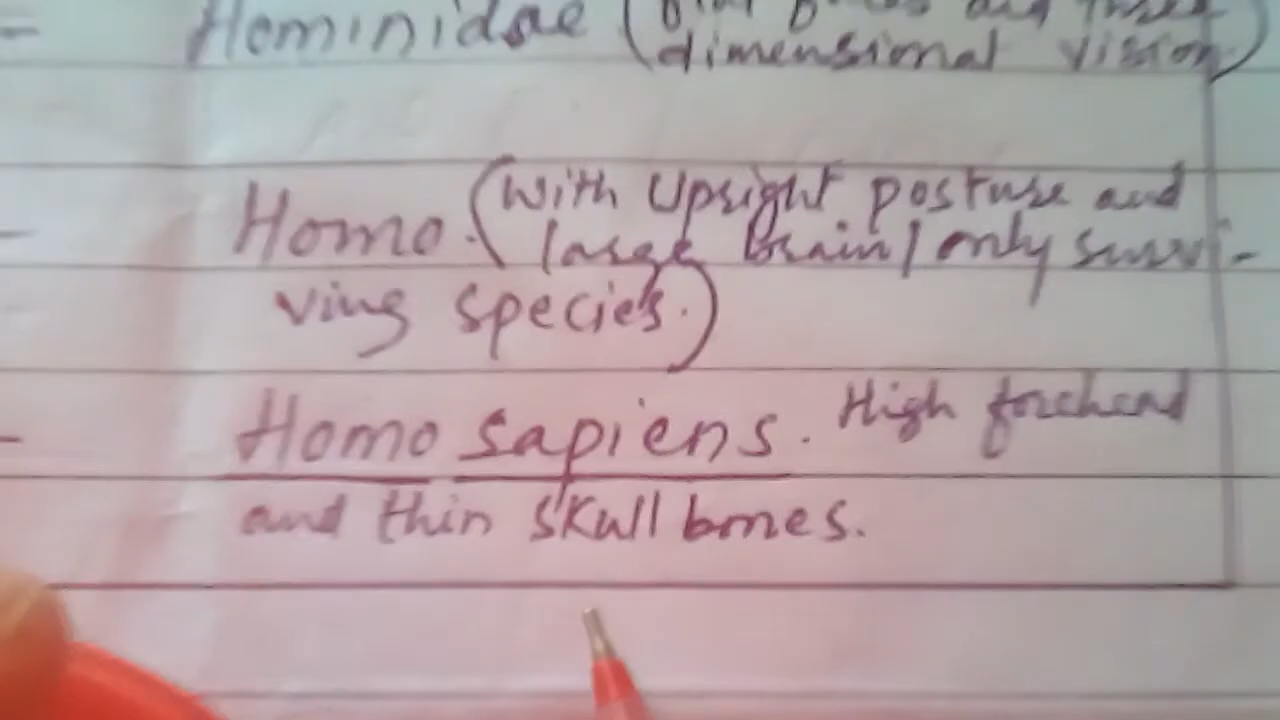 Hominidae (
dimensional vision)
Homo. (with Upright posture and
large brain / only survi-
ving species.)
Homo sapiens. High forehead
and thin skull bones.